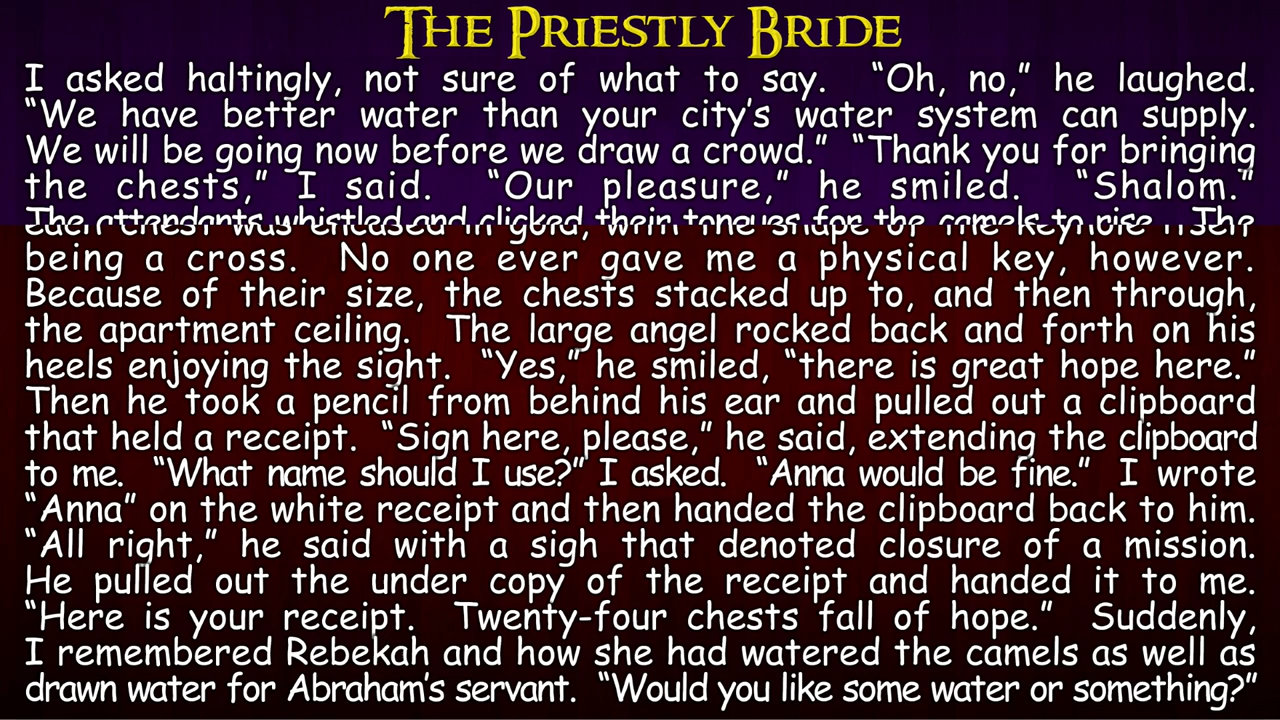 The Priestly Bride
I asked haltingly, not sure of what to say. “Oh, no,” he laughed.
“We have better water than your city’s water system can supply.
We will be going now before we draw a crowd.” “Thank you for bringing
the chests,” I said. “Our pleasure,” he smiled. “Shalom.”
being a cross. No one ever gave me a physical key, however.
Because of their size, the chests stacked up to, and then through,
the apartment ceiling. The large angel rocked back and forth on his
heels enjoying the sight. “Yes,” he smiled, “there is great hope here.”
Then he took a pencil from behind his ear and pulled out a clipboard
that held a receipt. “Sign here, please,” he said, extending the clipboard
to me. “What name should I use?” I asked. “Anna would be fine.” I wrote
“Anna” on the white receipt and then handed the clipboard back to him.
“All right,” he said with a sigh that denoted closure of a mission.
He pulled out the under copy of the receipt and handed it to me.
“Here is your receipt. Twenty-four chests fall of hope.” Suddenly,
I remembered Rebekah and how she had watered the camels as well as
drawn water for Abraham’s servant. “Would you like some water or something?”